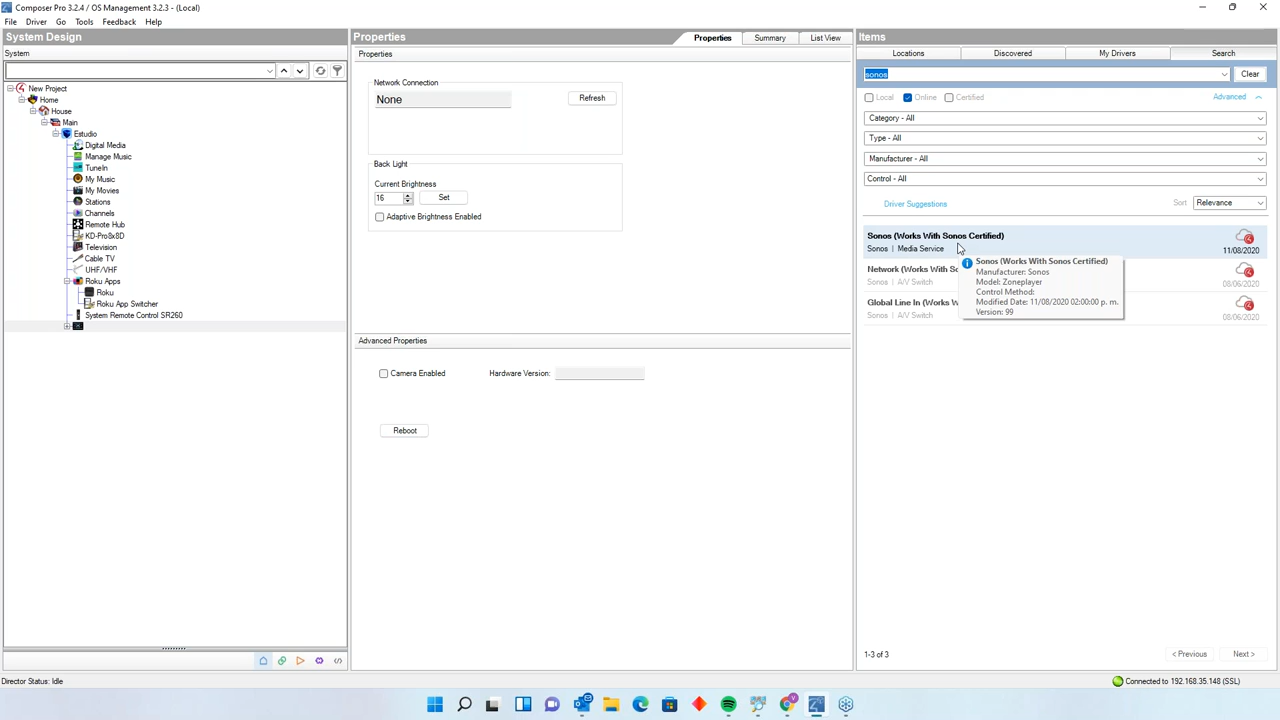 Composer Pro 3.2.4 / OS Management 3.2.3 - (Local)
File Driver Go Tools Feedback Help
System Design
System
New Project
Home
House
Main
Estudio
Digital Media
Manage Music
TuneIn
My Music
My Movies
Stations
Channels
Remote Hub
KD-Pro8x8D
Television
Cable TV
UHF/VHF
Roku Apps
Roku
Roku App Switcher
System Remote Control SR260
Properties
Properties Summary List View
Properties
Network Connection
None
Refresh
Back Light
Current Brightness
16
Set
Adaptive Brightness Enabled
Advanced Properties
Camera Enabled
Hardware Version:
Reboot
Items
Locations Discovered My Drivers Search
sonos
Clear
Local Online Certified
Advanced
Category - All
Type - All
Manufacturer - All
Control - All
Driver Suggestions
Sort Relevance
Sonos (Works With Sonos Certified)
Sonos | Media Service
11/08/2020
Network (Works With So
Sonos | A/V Switch
08/06/2020
Global Line In (Works W
Sonos | A/V Switch
08/06/2020
Sonos (Works With Sonos Certified)
Manufacturer: Sonos
Model: Zoneplayer
Control Method:
Modified Date: 11/08/2020 02:00:00 p. m.
Version: 99
1-3 of 3
< Previous Next >
Director Status: Idle
Connected to 192.168.35.148 (SSL)